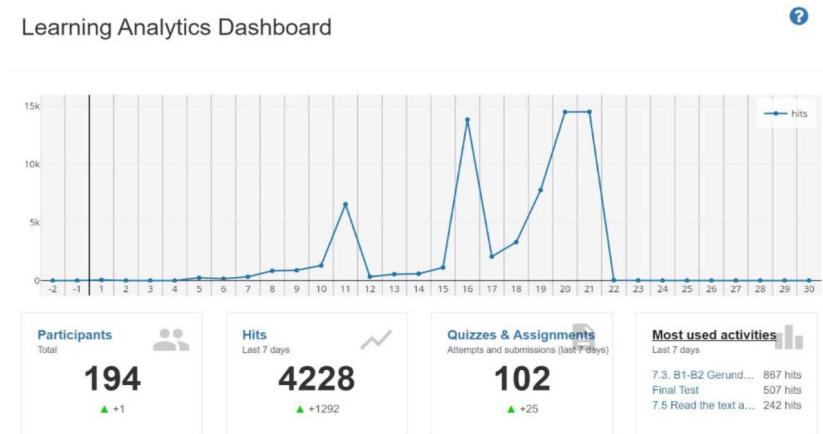 Learning Analytics Dashboard
?
15k
10k
5k
0
hits
-2 -1 1 2 3 4 5 6 7 8 9 10 11 12 13 14 15 16 17 18 19 20 21 22 23 24 25 26 27 28 29 30
Participants
Total
194
▲ +1
Hits
Last 7 days
4228
▲ +1292
Quizzes & Assignments
Attempts and submissions (last 7 days)
102
▲ +25
Most used activities
Last 7 days
7.3. B1-B2 Gerund... 867 hits
Final Test 507 hits
7.5 Read the text a... 242 hits